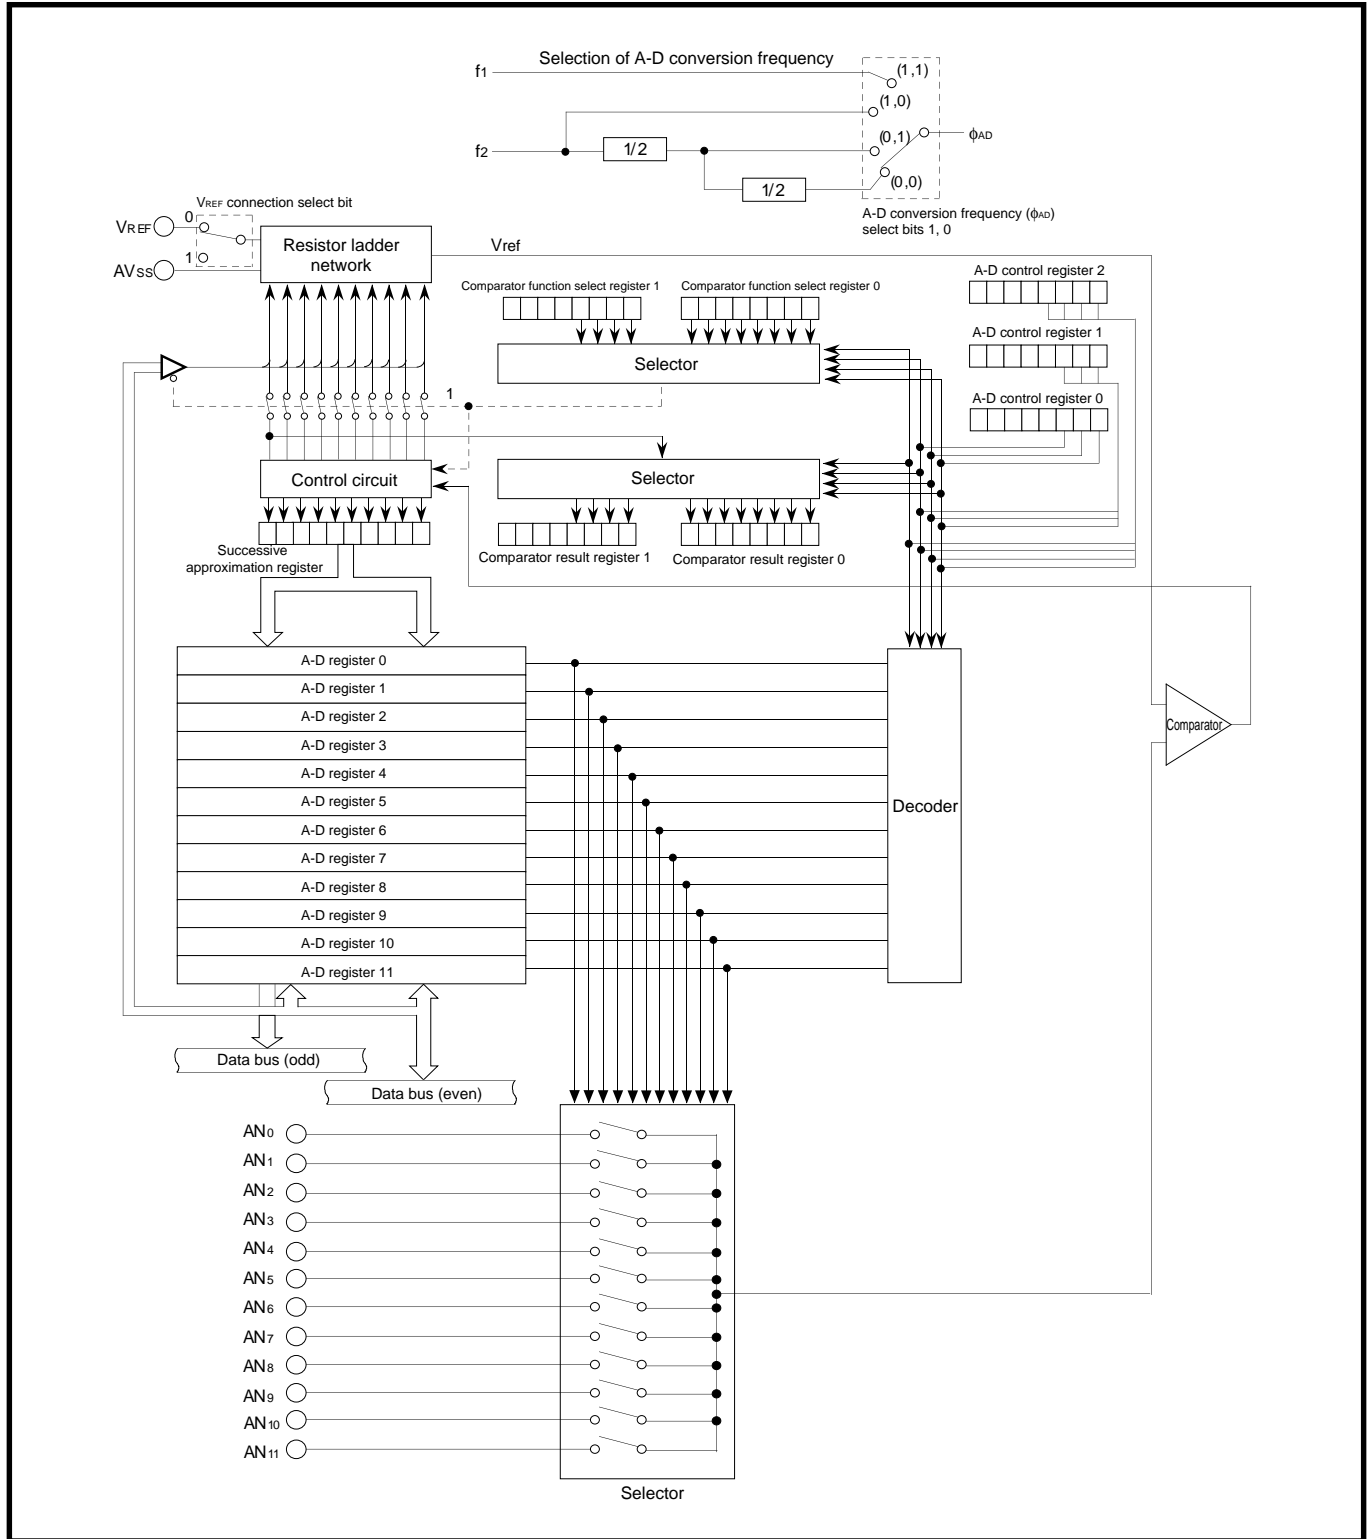 Selection of A-D conversion frequency
f1
(1,1)
(1,0)
f2
1/2
(0,1)
ϕAD
1/2
(0,0)
A-D conversion frequency (ϕAD)
select bits 1, 0
VREF connection select bit
VREF
0
1
AVSS
Resistor ladder
network
Vref
A-D control register 2
Comparator function select register 1
Comparator function select register 0
A-D control register 1
Selector
1
A-D control register 0
Control circuit
Selector
Successive
approximation register
Comparator result register 1
Comparator result register 0
A-D register 0
A-D register 1
A-D register 2
A-D register 3
A-D register 4
A-D register 5
A-D register 6
A-D register 7
A-D register 8
A-D register 9
A-D register 10
A-D register 11
Decoder
Comparator
Data bus (odd)
Data bus (even)
AN0
AN1
AN2
AN3
AN4
AN5
AN6
AN7
AN8
AN9
AN10
AN11
Selector